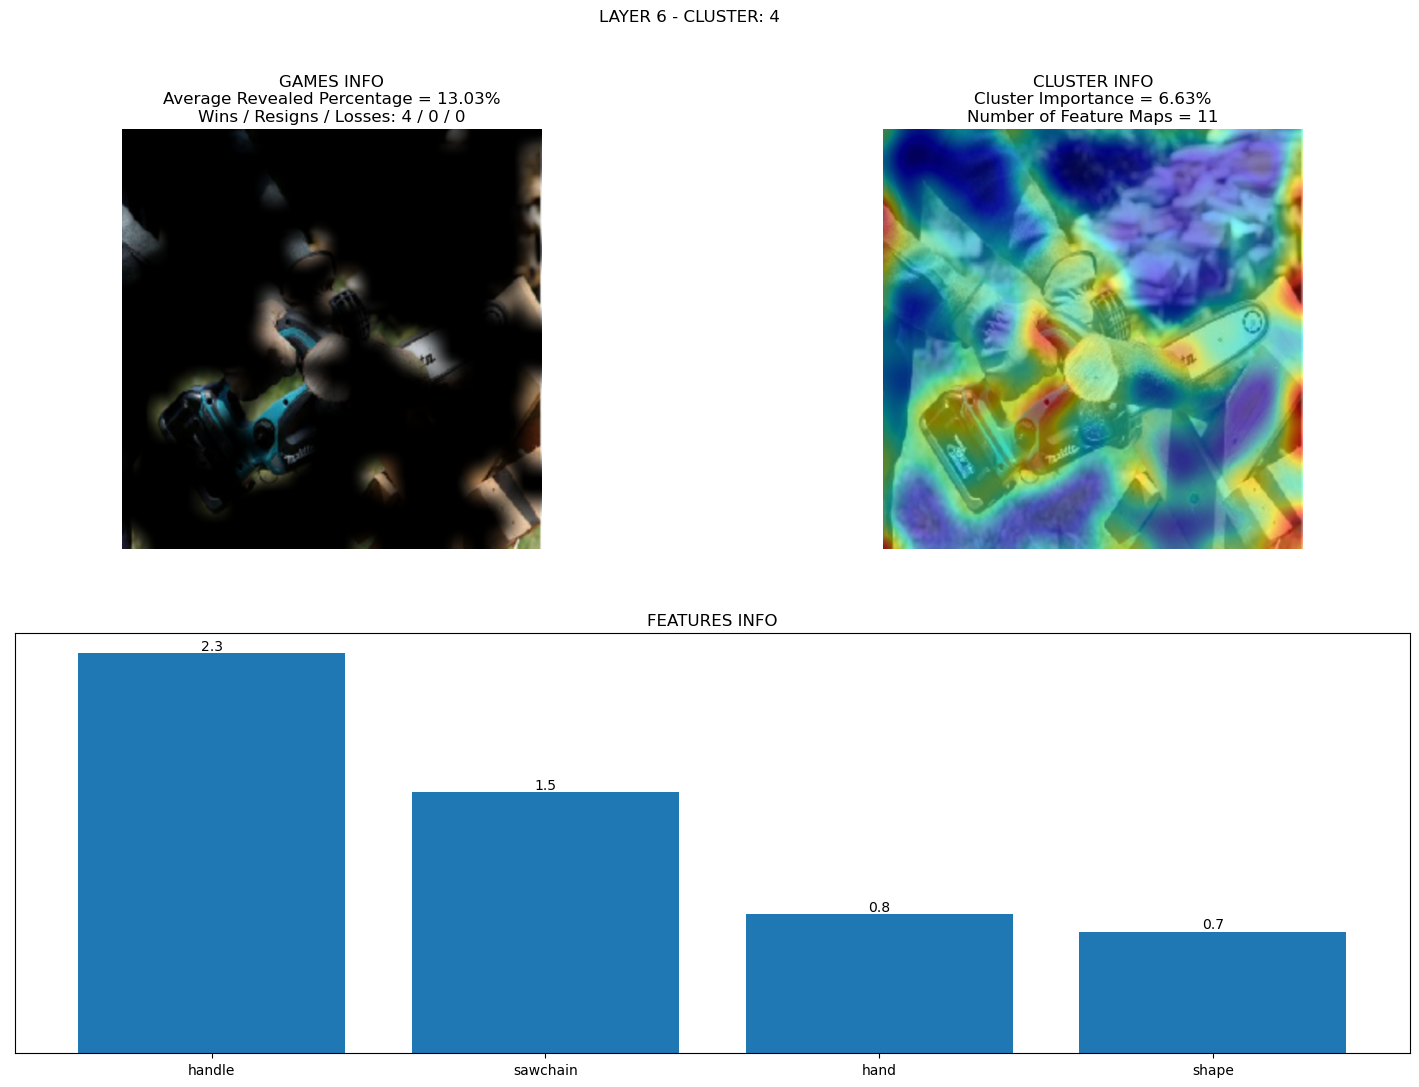 LAYER 6 - CLUSTER: 4
GAMES INFO
Average Revealed Percentage = 13.03%
Wins / Resigns / Losses: 4 / 0 / 0
CLUSTER INFO
Cluster Importance = 6.63%
Number of Feature Maps = 11
makita
makita
FEATURES INFO
2.3
1.5
0.8
0.7
handle
sawchain
hand
shape